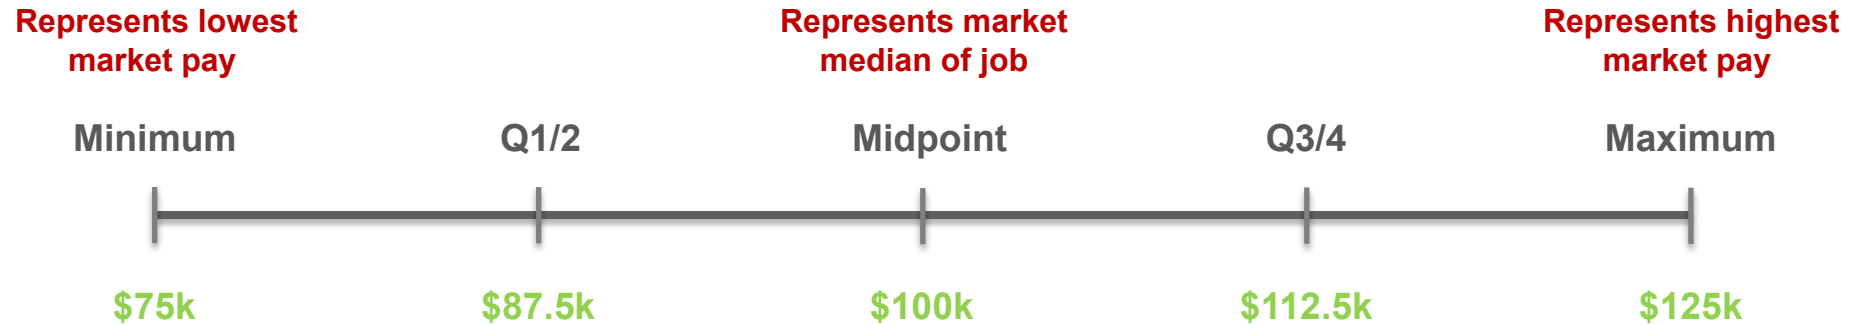 Represents lowest
market pay
Represents market
median of job
Represents highest
market pay
Minimum
Q1/2
Midpoint
Q3/4
Maximum
$75k
$87.5k
$100k
$112.5k
$125k